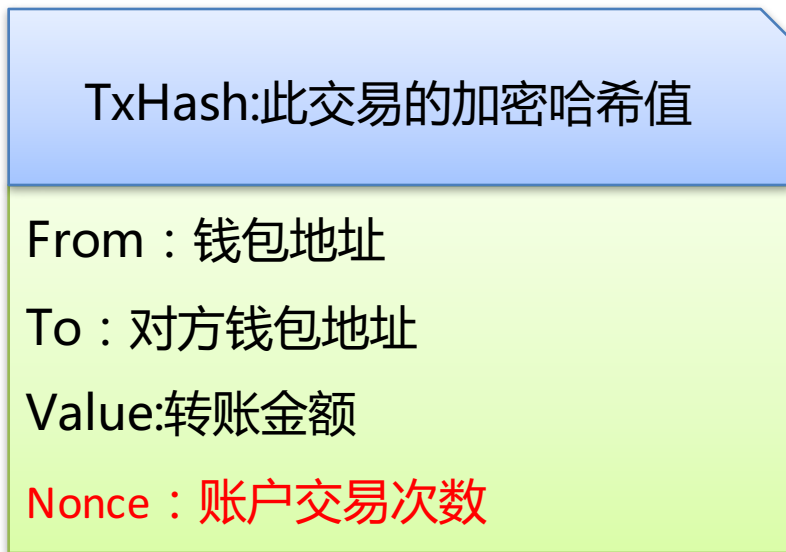 TxHash:此交易的加密哈希值
From：钱包地址
To：对方钱包地址
Value:转账金额
Nonce：账户交易次数